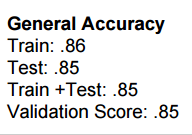 General Accuracy
Train: .86
Test: .85
Train +Test: .85
Validation Score: .85